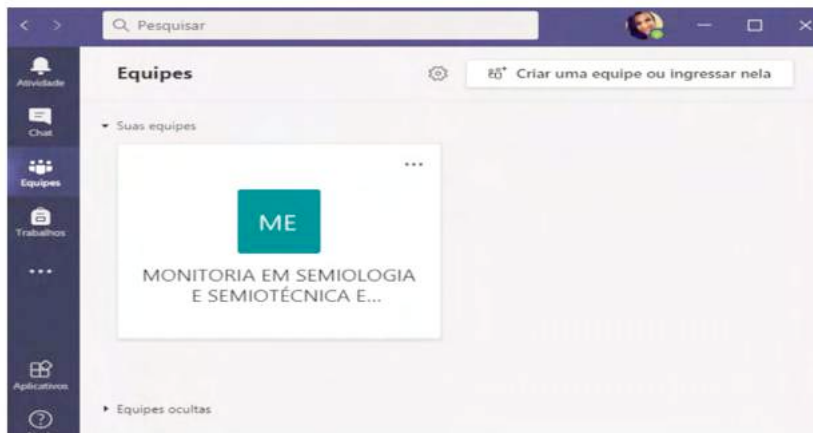 Pesquisar
Atividade
Chat
Equipes
Trabalhos
Aplicativos
Equipes
Criar uma equipe ou ingressar nela
Suas equipes
ME
MONITORIA EM SEMIOLOGIA
E SEMIOTÉCNICA E...
Equipes ocultas